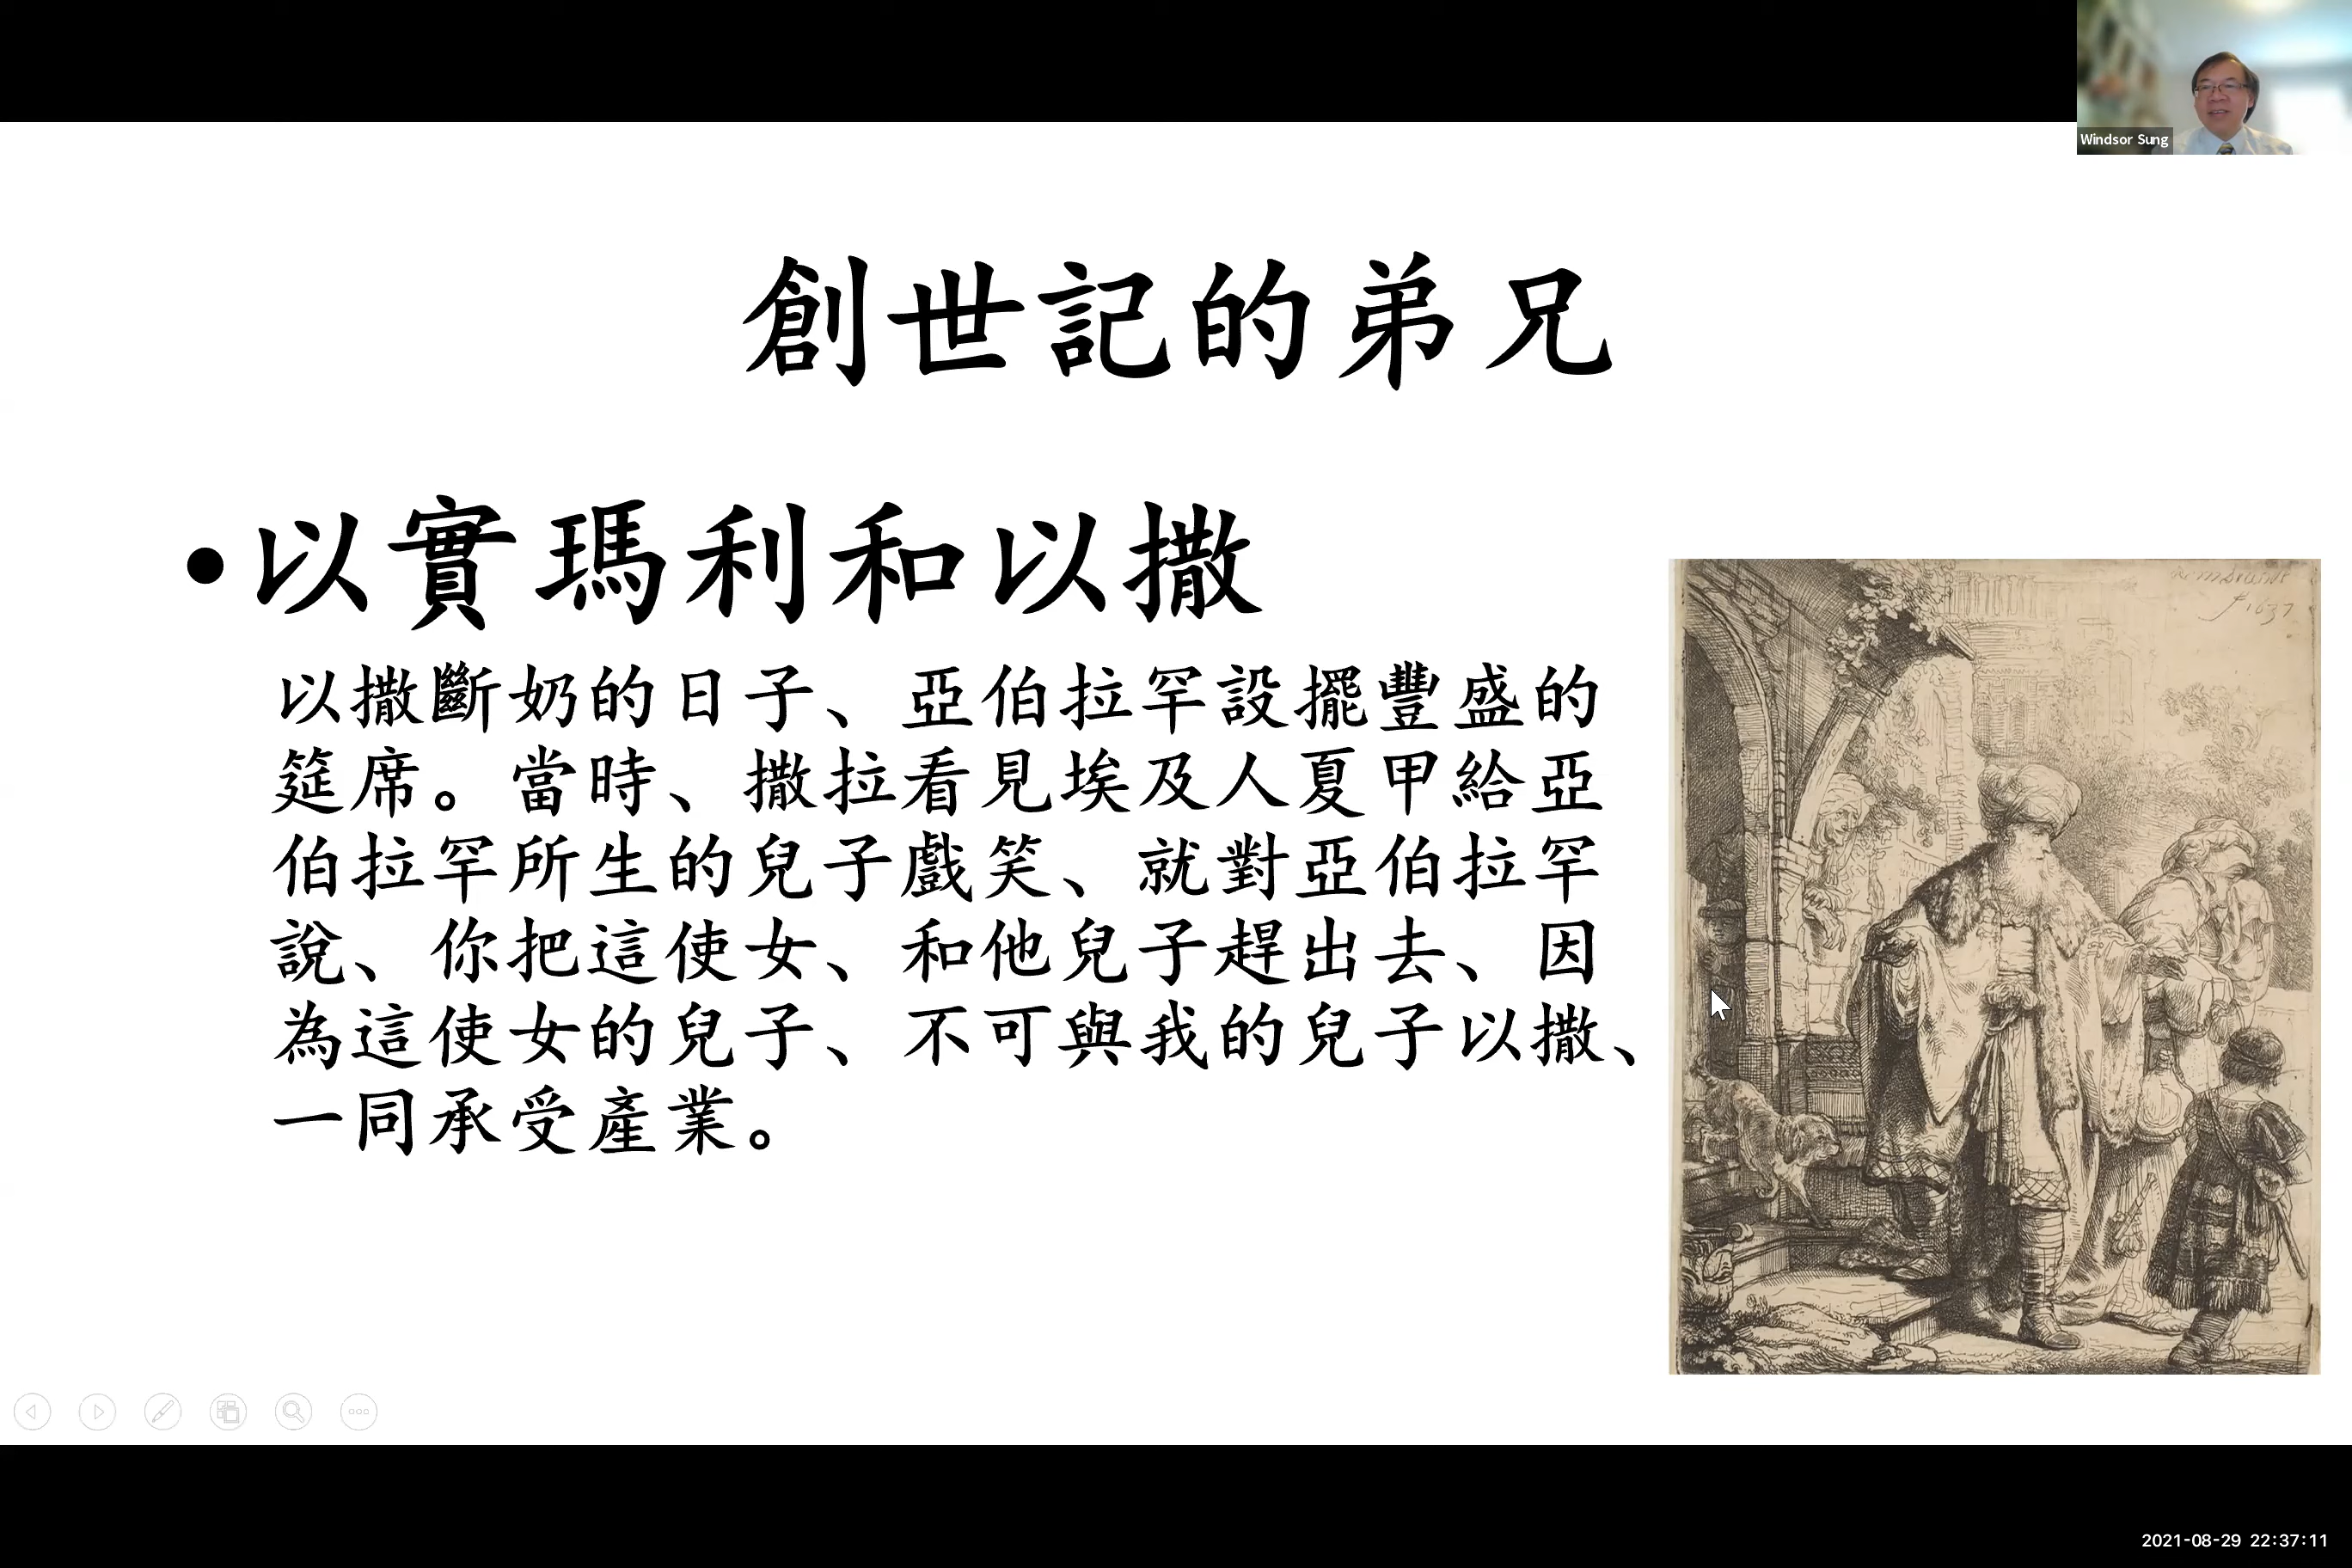 Windsor Sung
創世記的弟兄
•以實瑪利和以撒
以撒斷奶的日子、亞伯拉罕設擺豐盛的
筵席。當時、撒拉看見埃及人夏甲給亞
伯拉罕所生的兒子戲笑、就對亞伯拉罕
說、你把這使女、和他兒子趕出去、因
為這使女的兒子、不可與我的兒子以撒、
一同承受產業。
Rembrandt
f 1637
2021-08-29 22:37:11